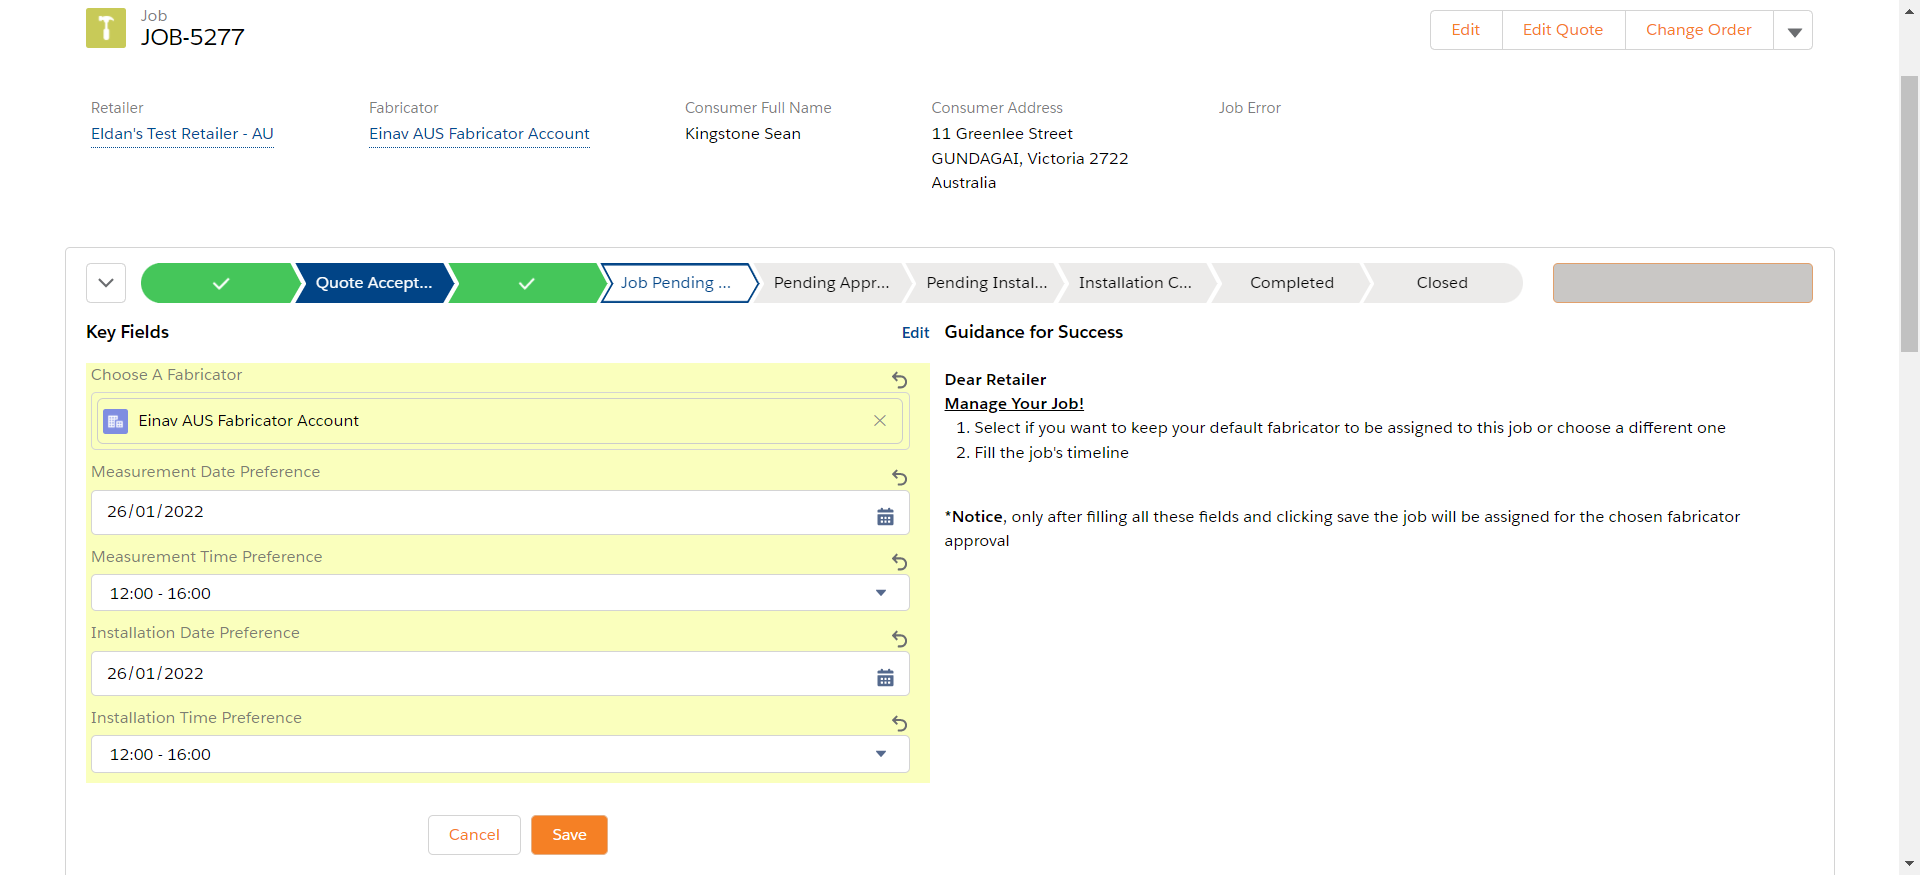 Job
JOB-5277
Edit
Edit Quote
Change Order
Retailer
Eldan's Test Retailer - AU
Fabricator
Einav AUS Fabricator Account
Consumer Full Name
Kingstone Sean
Consumer Address
11 Greenlee Street
GUNDAGAI, Victoria 2722
Australia
Job Error
Quote Accept...
Job Pending ...
Pending Appr...
Pending Instal...
Installation C...
Completed
Closed
Key Fields
Edit
Choose A Fabricator
Einav AUS Fabricator Account
Measurement Date Preference
26/01/2022
Measurement Time Preference
12:00 - 16:00
Installation Date Preference
26/01/2022
Installation Time Preference
12:00 - 16:00
Cancel
Save
Guidance for Success
Dear Retailer
Manage Your Job!
1. Select if you want to keep your default fabricator to be assigned to this job or choose a different one
2. Fill the job's timeline
*Notice, only after filling all these fields and clicking save the job will be assigned for the chosen fabricator
approval